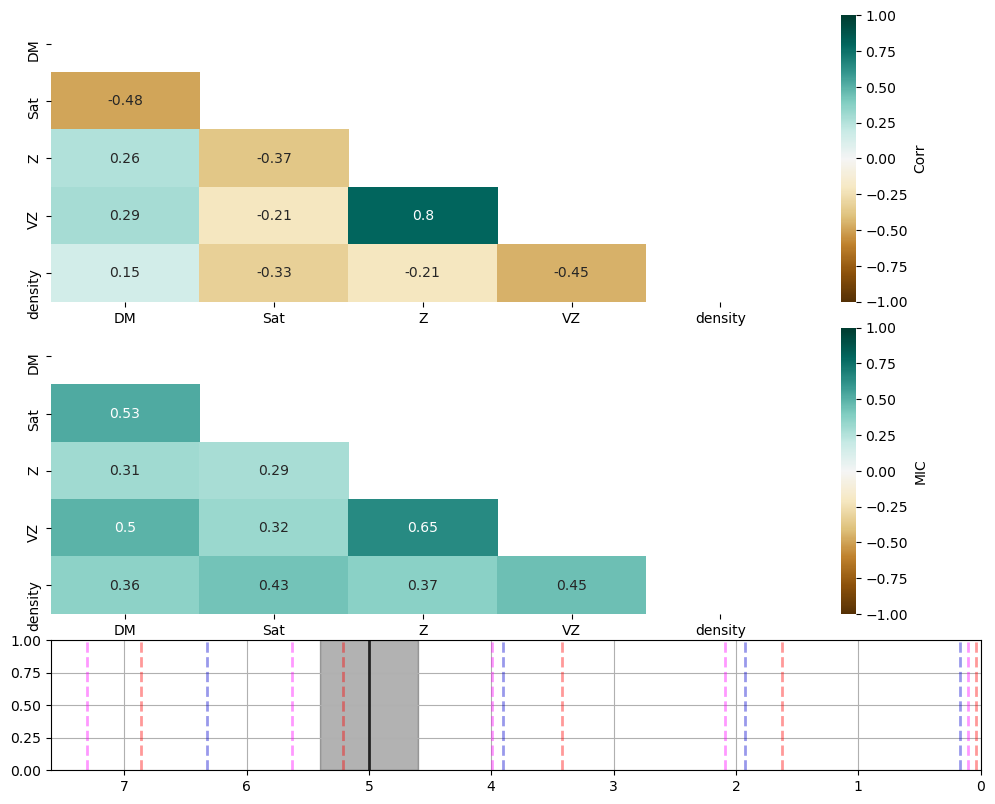 DM
Sat
Z
VZ
density
-0.48
0.26
-0.37
0.29
-0.21
0.8
0.15
-0.33
-0.21
-0.45
DM
Sat
Z
VZ
density
1.00
0.75
0.50
0.25
0.00
−0.25
−0.50
−0.75
−1.00
Corr
DM
Sat
Z
VZ
density
0.53
0.31
0.29
0.5
0.32
0.65
0.36
0.43
0.37
0.45
DM
Sat
Z
VZ
density
1.00
0.75
0.50
0.25
0.00
−0.25
−0.50
−0.75
−1.00
MIC
1.00
0.75
0.50
0.25
0.00
7
6
5
4
3
2
1
0